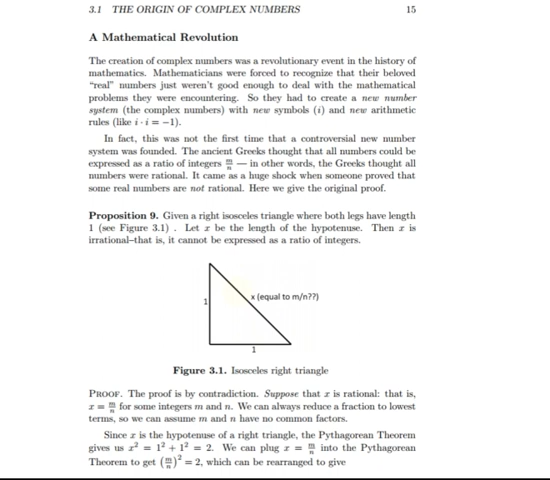 3.1 THE ORIGIN OF COMPLEX NUMBERS 15
A Mathematical Revolution
The creation of complex numbers was a revolutionary event in the history of
mathematics. Mathematicians were forced to recognize that their beloved
"real" numbers just weren't good enough to deal with the mathematical
problems they were encountering. So they had to create a new number
system (the complex numbers) with new symbols (i) and new arithmetic
rules (like i · i = −1).
In fact, this was not the first time that a controversial new number
system was founded. The ancient Greeks thought that all numbers could be
expressed as a ratio of integers m/n — in other words, the Greeks thought all
numbers were rational. It came as a huge shock when someone proved that
some real numbers are not rational. Here we give the original proof.
Proposition 9. Given a right isosceles triangle where both legs have length
1 (see Figure 3.1) . Let x be the length of the hypotenuse. Then x is
irrational–that is, it cannot be expressed as a ratio of integers.
x (equal to m/n??)
1
1
Figure 3.1. Isosceles right triangle
PROOF. The proof is by contradiction. Suppose that x is rational: that is,
x = m/n for some integers m and n. We can always reduce a fraction to lowest
terms, so we can assume m and n have no common factors.
Since x is the hypotenuse of a right triangle, the Pythagorean Theorem
gives us x² = 1² + 1² = 2. We can plug x = m/n into the Pythagorean
Theorem to get (m/n)² = 2, which can be rearranged to give